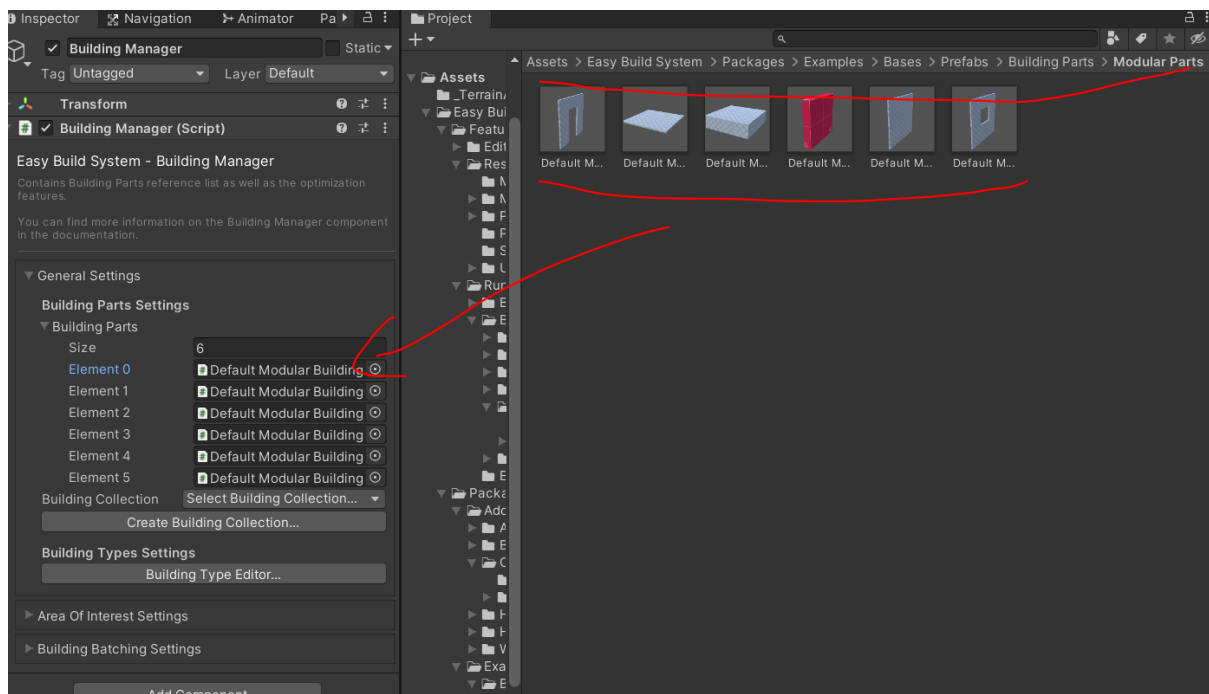 Inspector Navigation Animator Pa
Building Manager Static
Tag Untagged Layer Default
Transform
Building Manager (Script)
Easy Build System - Building Manager
Contains Building Parts reference list as well as the optimization
features.
You can find more information on the Building Manager component
in the documentation.
General Settings
Building Parts Settings
Building Parts
Size 6
Element 0 Default Modular Building
Element 1 Default Modular Building
Element 2 Default Modular Building
Element 3 Default Modular Building
Element 4 Default Modular Building
Element 5 Default Modular Building
Building Collection Select Building Collection...
Create Building Collection...
Building Types Settings
Building Type Editor...
Area Of Interest Settings
Building Batching Settings
Add Component
Project
Assets
_Terrain
Easy Bui
Featu
Edit
Res
Run
Packa
Add
Exa
Assets > Easy Build System > Packages > Examples > Bases > Prefabs > Building Parts > Modular Parts
Default M... Default M... Default M... Default M... Default M... Default M...